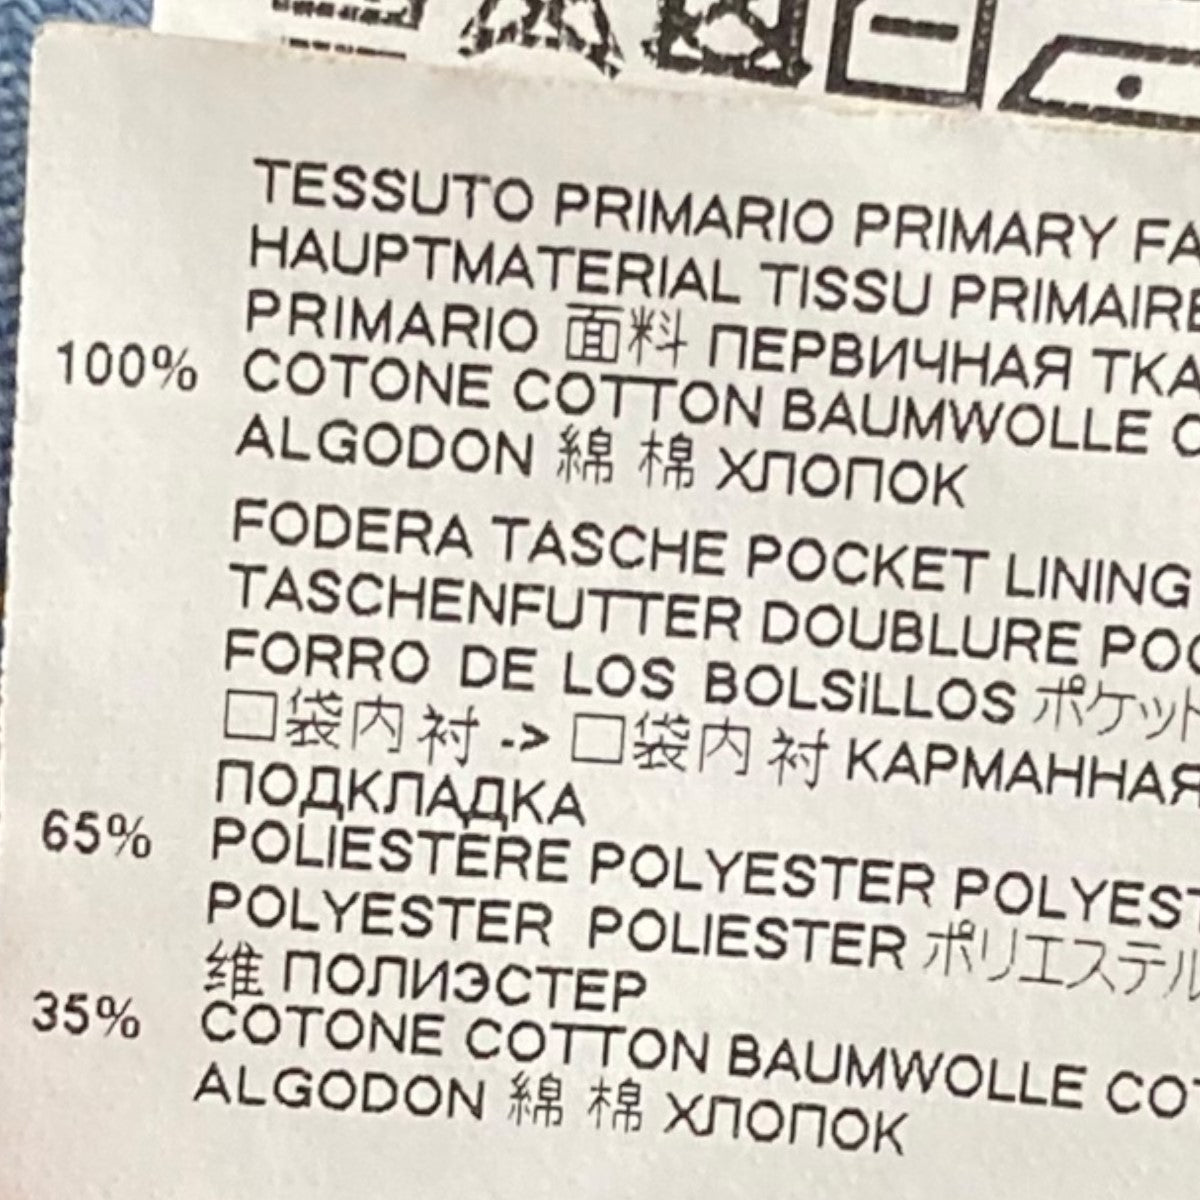 TESSUTO PRIMARIO PRIMARY FA
HAUPTMATERIAL TISSU PRIMAIRE
PRIMARIO 面料 ПЕРВИЧНАЯ ТКА
100% COTONE COTTON BAUMWOLLE C
ALGODON 綿 棉 ХЛОПОК
FODERA TASCHE POCKET LINING
TASCHENFUTTER DOUBLURE POC
FORRO DE LOS BOLSiLLOS ポケット
口袋内衬 -> 口袋内衬 КАРМАННАЯ
ПОДКЛАДКА
65% POLIESTERE POLYESTER POLYEST
POLYESTER POLIESTER ポリエステル
维 ПОЛИЭСТЕР
35% COTONE COTTON BAUMWOLLE COT
ALGODON 綿 棉 ХЛОПОК